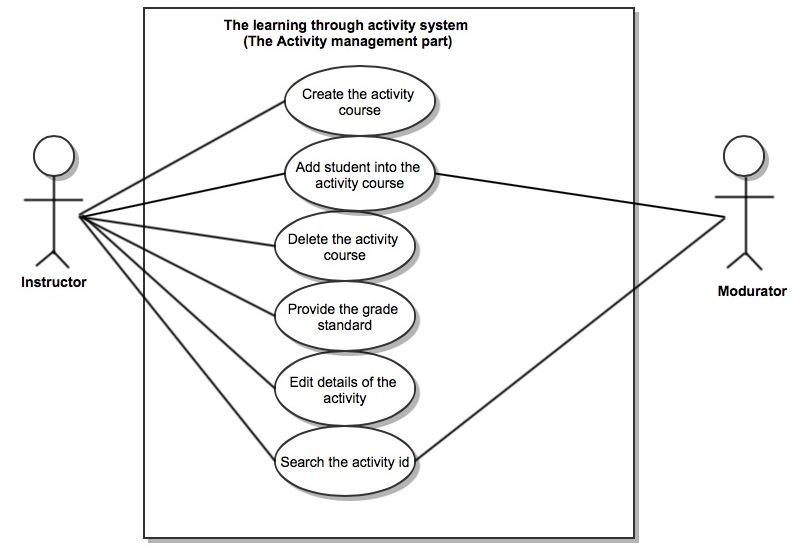 The learning through activity system
(The Activity management part)
Create the activity
course
Add student into the
activity course
Delete the activity
course
Provide the grade
standard
Edit details of the
activity
Search the activity id
Instructor
Modurator